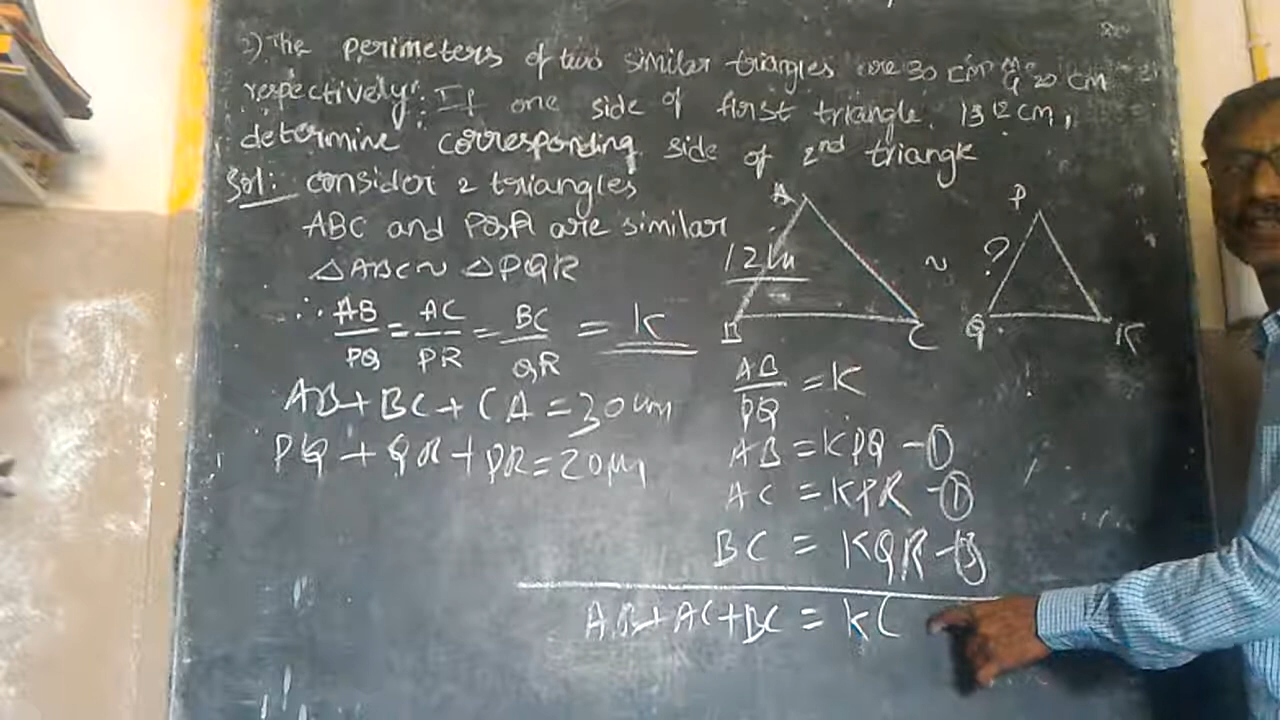 2) The perimeters of two similar triangles are 30 cm & 20 cm
respectively. If one side of first triangle is 12 cm,
determine corresponding side of 2nd triangle
Sol: consider 2 triangles
ABC and PQR are similar
△ABC ~ △PQR
∴ AB/PQ = AC/PR = BC/QR = K
AB + BC + CA = 30 cm
PQ + QR + PR = 20 cm
A
12 cm
B
C
~
P
?
Q
R
AB/PQ = K
AB = KPQ - ①
AC = KPR - ②
BC = KQR - ③
AB + AC + BC = K(